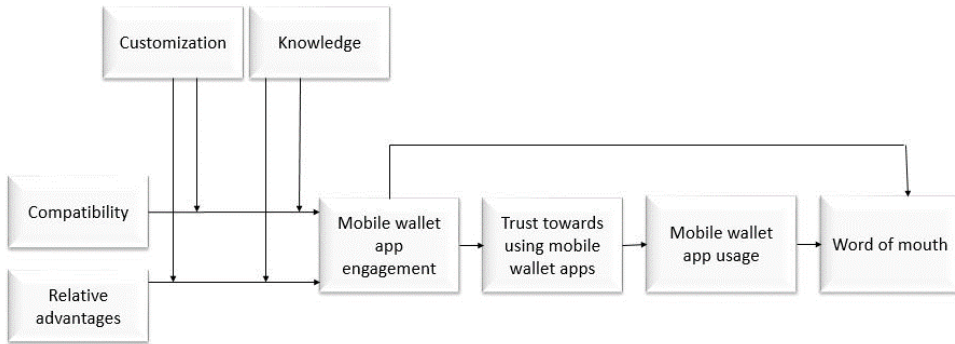 Customization
Knowledge
Compatibility
Relative
advantages
Mobile wallet
app
engagement
Trust towards
using mobile
wallet apps
Mobile wallet
app usage
Word of mouth